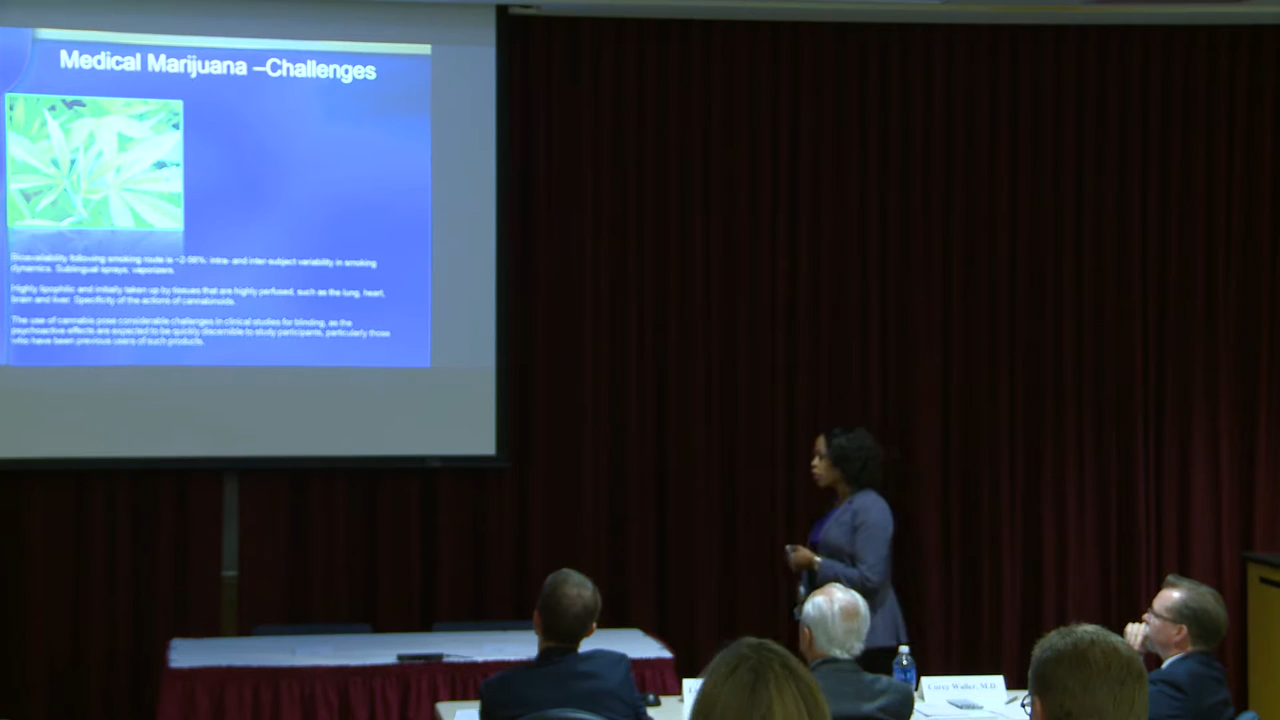 Medical Marijuana –Challenges
Bioavailability following smoking route is ~2-56%: intra- and inter-subject variability in smoking
dynamics. Sublingual sprays, vaporizers.
Highly lipophilic and initially taken up by tissues that are highly perfused, such as the lung, heart,
brain and liver. Specificity of the actions of cannabinoids.
The use of cannabis pose considerable challenges in clinical studies for blinding, as the
psychoactive effects are expected to be quickly discernible to study participants, particularly those
who have been previous users of such products.
Corey Waller, M.D.